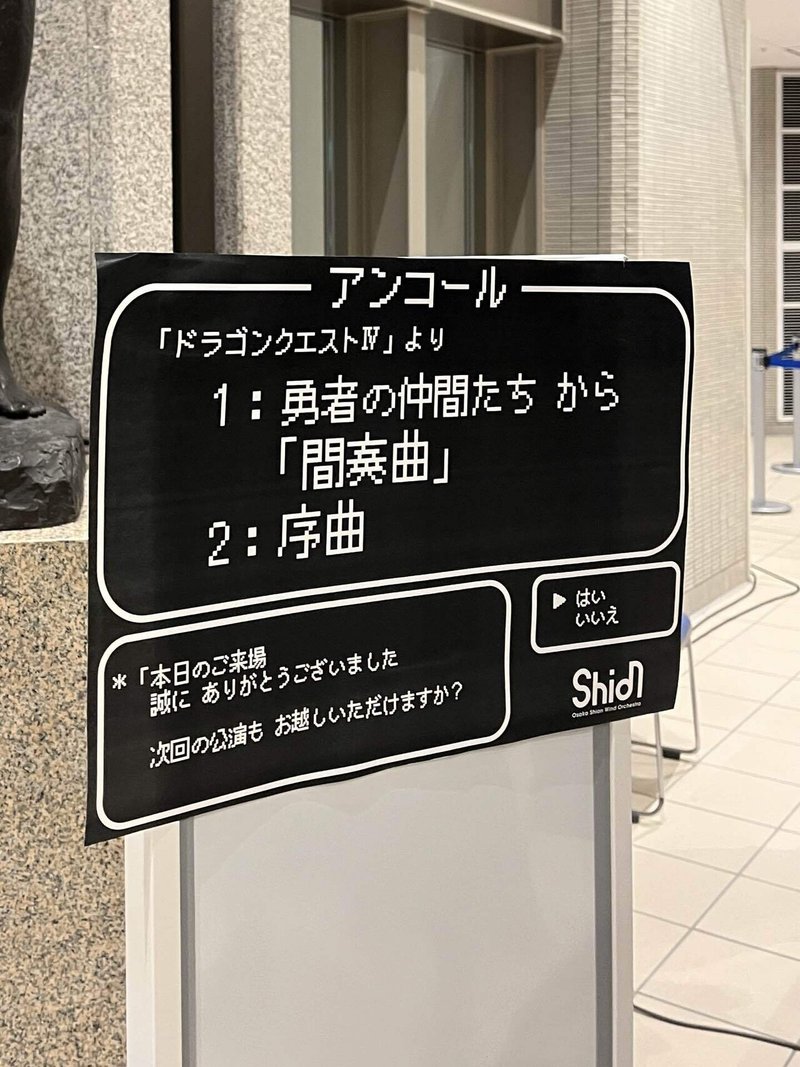 アンコール
「ドラゴンクエストⅣ」より
1：勇者の仲間たち から
「間奏曲」
2：序曲
はい
いいえ
＊「本日のご来場
誠に ありがとうございました
次回の公演も お越しいただけますか？
Shion
Osaka Shion Wind Orchestra